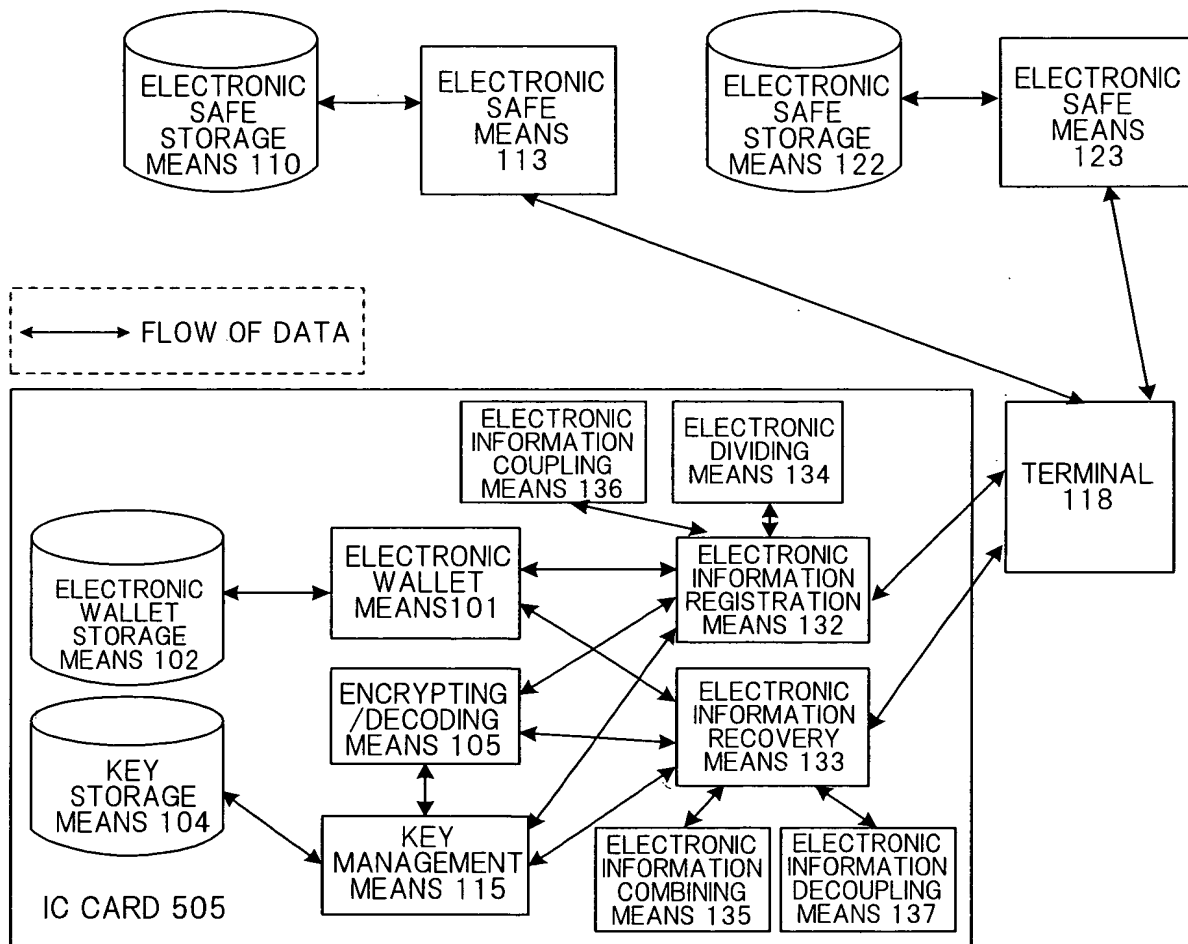 ELECTRONIC
SAFE
STORAGE
MEANS 110
ELECTRONIC
SAFE
MEANS
113
ELECTRONIC
SAFE
STORAGE
MEANS 122
ELECTRONIC
SAFE
MEANS
123
FLOW OF DATA
ELECTRONIC
INFORMATION
COUPLING
MEANS 136
ELECTRONIC
DIVIDING
MEANS 134
TERMINAL
118
ELECTRONIC
WALLET
STORAGE
MEANS 102
ELECTRONIC
WALLET
MEANS101
ELECTRONIC
INFORMATION
REGISTRATION
MEANS 132
ENCRYPTING
/DECODING
MEANS 105
ELECTRONIC
INFORMATION
RECOVERY
MEANS 133
KEY
STORAGE
MEANS 104
KEY
MANAGEMENT
MEANS 115
ELECTRONIC
INFORMATION
COMBINING
MEANS 135
ELECTRONIC
INFORMATION
DECOUPLING
MEANS 137
IC CARD 505